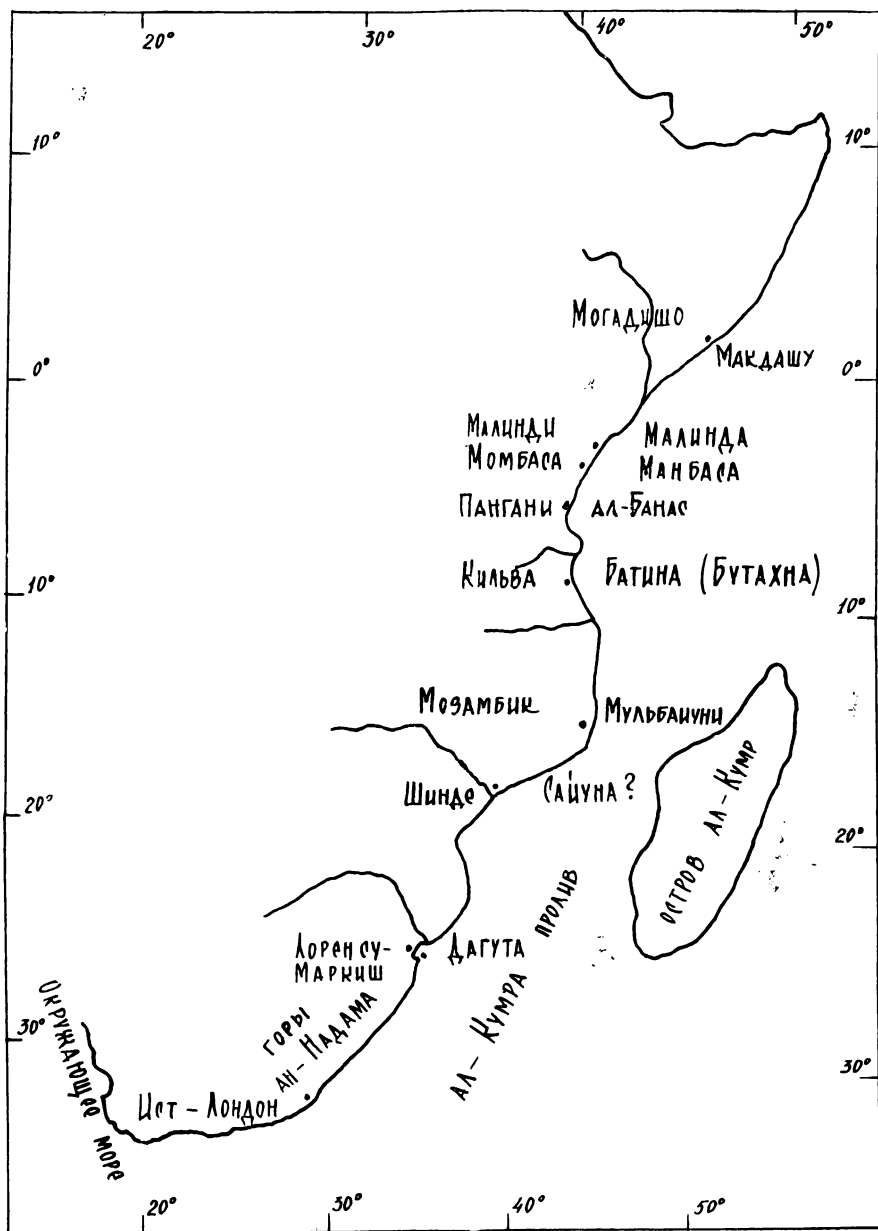 20° 30° 40° 50°
10° 10°
Могадишо
Макдашу
0° 0°
Малинди Малинда
Момбаса Манбаса
Пангани ал-Банас
Кильва Батина (Бутахна)
10° 10°
Мозамбик Мульбаиуни
Шинде Сайуна?
остров ал-Кумр
20° 20°
ал-Кумра пролив
Лоренсу- Дагута
Маркиш
горы
ан-Надама
Окружающее море
30° 30°
Ист-Лондон
20° 30° 40° 50°